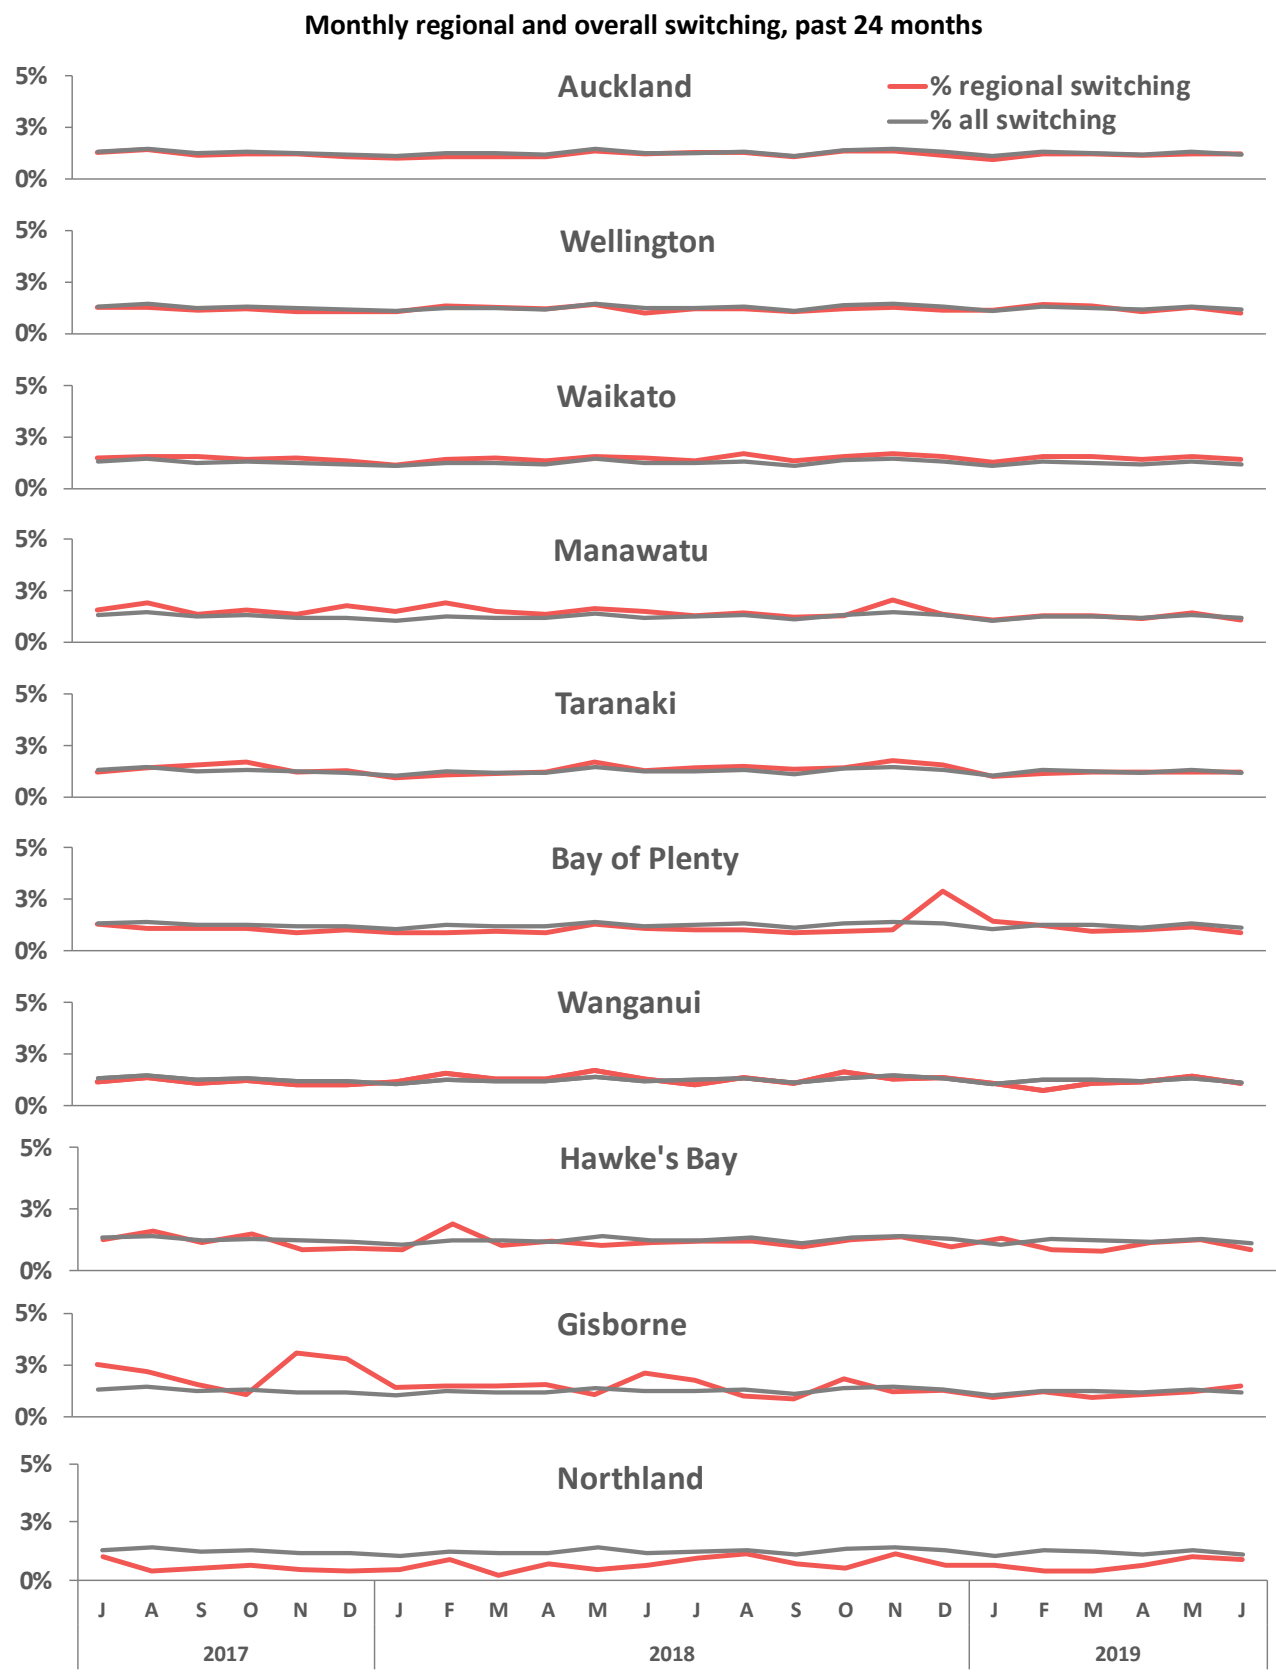 Monthly regional and overall switching, past 24 months
5%
3%
0%
Auckland
% regional switching
% all switching
5%
3%
0%
Wellington
5%
3%
0%
Waikato
5%
3%
0%
Manawatu
5%
3%
0%
Taranaki
5%
3%
0%
Bay of Plenty
5%
3%
0%
Wanganui
5%
3%
0%
Hawke's Bay
5%
3%
0%
Gisborne
5%
3%
0%
Northland
J A S O N D J F M A M J J A S O N D J F M A M J
2017 2018 2019